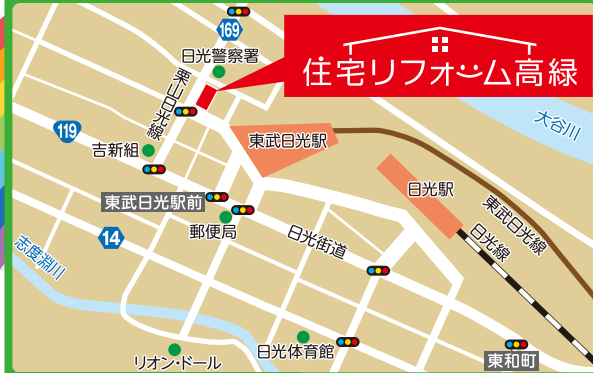 169
日光警察署
住宅リフォーム高緑
栗山日光線
大谷川
119
吉新組
東武日光駅
日光駅
東武日光駅前
東武日光線
郵便局
日光線
14
日光街道
志度淵川
リオン・ドール
日光体育館
東和町